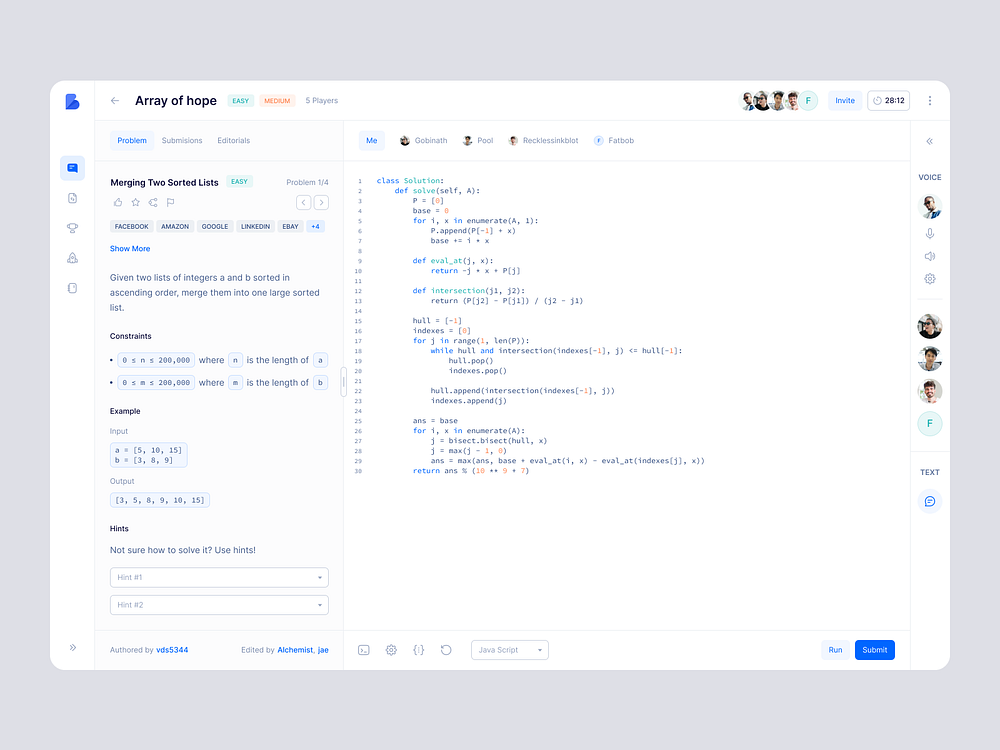 Array of hope EASY MEDIUM 5 Players F Invite 28:12
Problem Submisions Editorials
Merging Two Sorted Lists EASY Problem 1/4
FACEBOOK AMAZON GOOGLE LINKEDIN EBAY +4
Show More
Given two lists of integers a and b sorted in
ascending order, merge them into one large sorted
list.
Constraints
• 0 ≤ n ≤ 200,000 where n is the length of a
• 0 ≤ m ≤ 200,000 where m is the length of b
Example
Input
a = [5, 10, 15]
b = [3, 8, 9]
Output
[3, 5, 8, 9, 10, 15]
Hints
Not sure how to solve it? Use hints!
Hint #1
Hint #2
Authored by vds5344 Edited by Alchemist, jae
Me Gobinath Pool Recklessinkblot F Fatbob
1 class Solution:
2     def solve(self, A):
3         P = [0]
4         base = 0
5         for i, x in enumerate(A, 1):
6             P.append(P[-1] + x)
7             base += i * x
8
9         def eval_at(j, x):
10             return -j * x + P[j]
11
12         def intersection(j1, j2):
13             return (P[j2] - P[j1]) / (j2 - j1)
14
15         hull = [-1]
16         indexes = [0]
17         for j in range(1, len(P)):
18             while hull and intersection(indexes[-1], j) <= hull[-1]:
19                 hull.pop()
20                 indexes.pop()
21
22             hull.append(intersection(indexes[-1], j))
23             indexes.append(j)
24
25         ans = base
26         for i, x in enumerate(A):
27             j = bisect.bisect(hull, x)
28             j = max(j - 1, 0)
29             ans = max(ans, base + eval_at(i, x) - eval_at(indexes[j], x))
30         return ans % (10 ** 9 + 7)
Java Script Run Submit
VOICE
F
TEXT